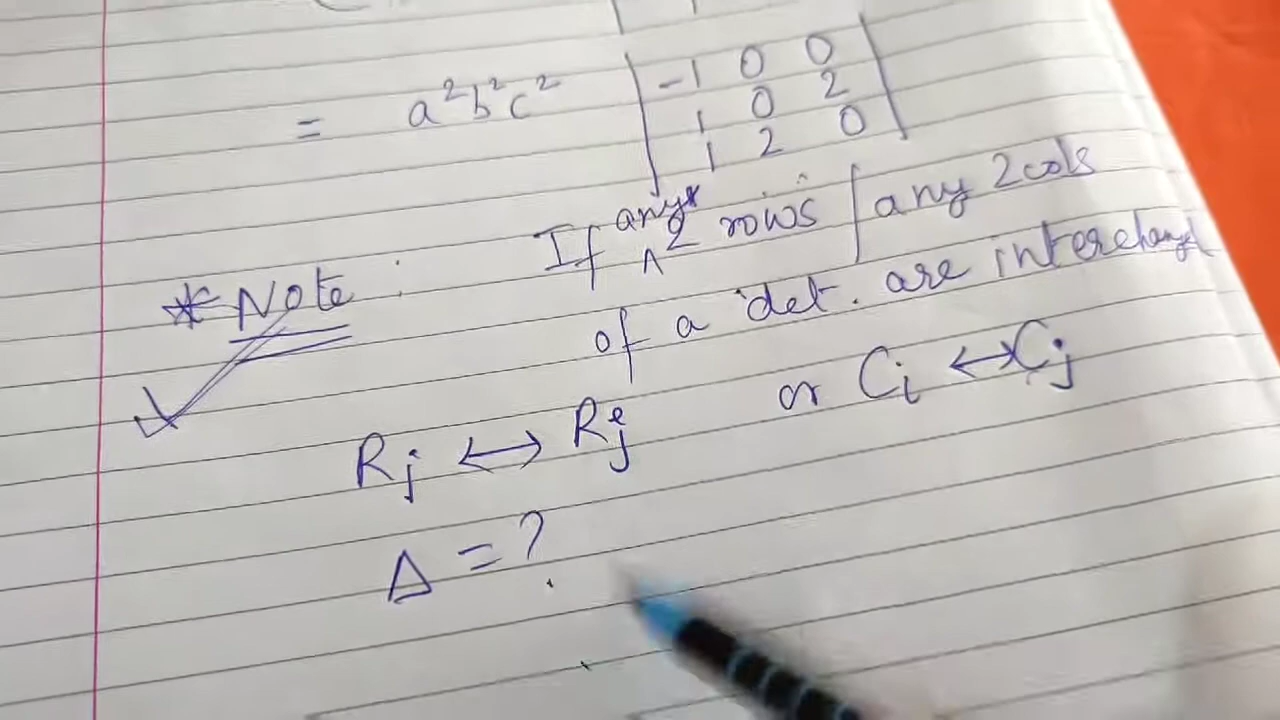 = a²b²c² | -1 0 0 |
| 1 0 2 |
| 1 2 0 |
* Note : If any 2 rows / any 2 cols
of a det. are interchanged
Rj ↔ Rj or Ci ↔ Cj
Δ = ?